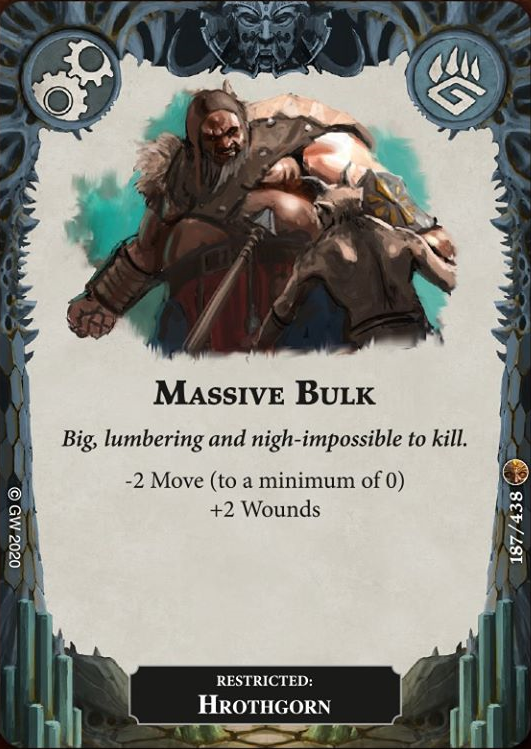 Massive Bulk
Big, lumbering and nigh-impossible to kill.
-2 Move (to a minimum of 0)
+2 Wounds
© GW 2020
187/438
RESTRICTED:
Hrothgorn